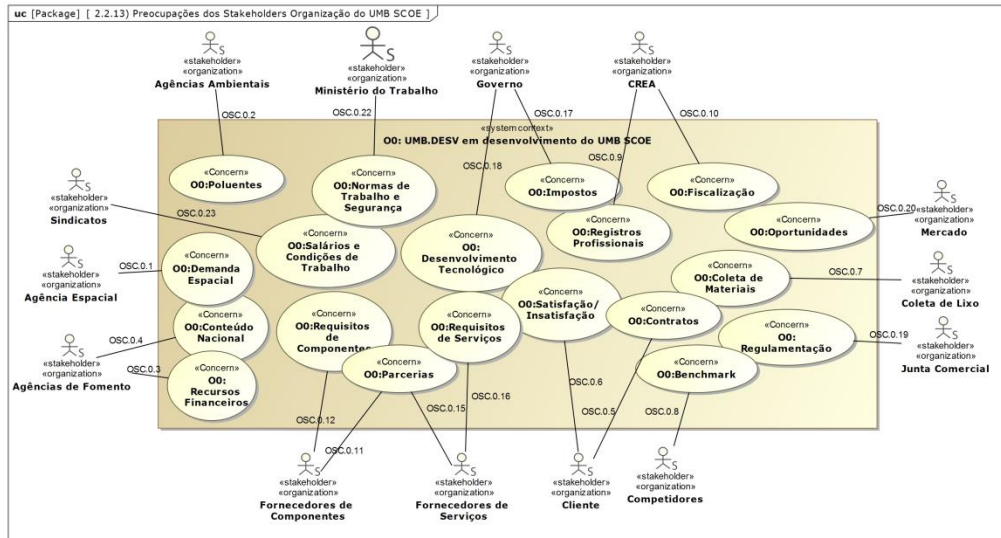 uc [Package] [ 2.2.13) Preocupações dos Stakeholders Organização do UMB SCOE ]
«stakeholder»
«organization»
Agências Ambientais
«stakeholder»
«organization»
Ministério do Trabalho
«stakeholder»
«organization»
Governo
«stakeholder»
«organization»
CREA
OSC.0.2
OSC.0.22
OSC.0.17
OSC.0.10
«system context»
O0: UMB.DESV em desenvolvimento do UMB SCOE
OSC.0.18
OSC.0.9
«Concern»
O0:Poluentes
«Concern»
O0:Normas de
Trabalho e
Segurança
«Concern»
O0:Impostos
«Concern»
O0:Fiscalização
«stakeholder»
«organization»
Sindicatos
OSC.0.23
«Concern»
O0:Salários e
Condições de
Trabalho
«Concern»
O0:
Desenvolvimento
Tecnológico
«Concern»
O0:Registros
Profissionais
«Concern»
O0:Oportunidades
OSC.0.20
«stakeholder»
«organization»
Mercado
«stakeholder»
«organization»
Agência Espacial
OSC.0.1
«Concern»
O0:Demanda
Espacial
«Concern»
O0:Coleta de
Materiais
OSC.0.7
«stakeholder»
«organization»
Coleta de Lixo
«Concern»
O0:Conteúdo
Nacional
«Concern»
O0:Requisitos
de
Componentes
«Concern»
O0:Requisitos
de Serviços
«Concern»
O0:Satisfação/
Insatisfação
«Concern»
O0:Contratos
«Concern»
O0:
Regulamentação
OSC.0.19
«stakeholder»
«organization»
Junta Comercial
«stakeholder»
«organization»
Agências de Fomento
OSC.0.4
OSC.0.3
«Concern»
O0:
Recursos
Financeiros
«Concern»
O0:Parcerias
«Concern»
O0:Benchmark
OSC.0.12
OSC.0.11
OSC.0.15
OSC.0.16
OSC.0.6
OSC.0.5
OSC.0.8
«stakeholder»
«organization»
Fornecedores de
Componentes
«stakeholder»
«organization»
Fornecedores de
Serviços
«stakeholder»
«organization»
Cliente
«stakeholder»
«organization»
Competidores
S
S
S
S
S
S
S
S
S
S
S
S
S
S